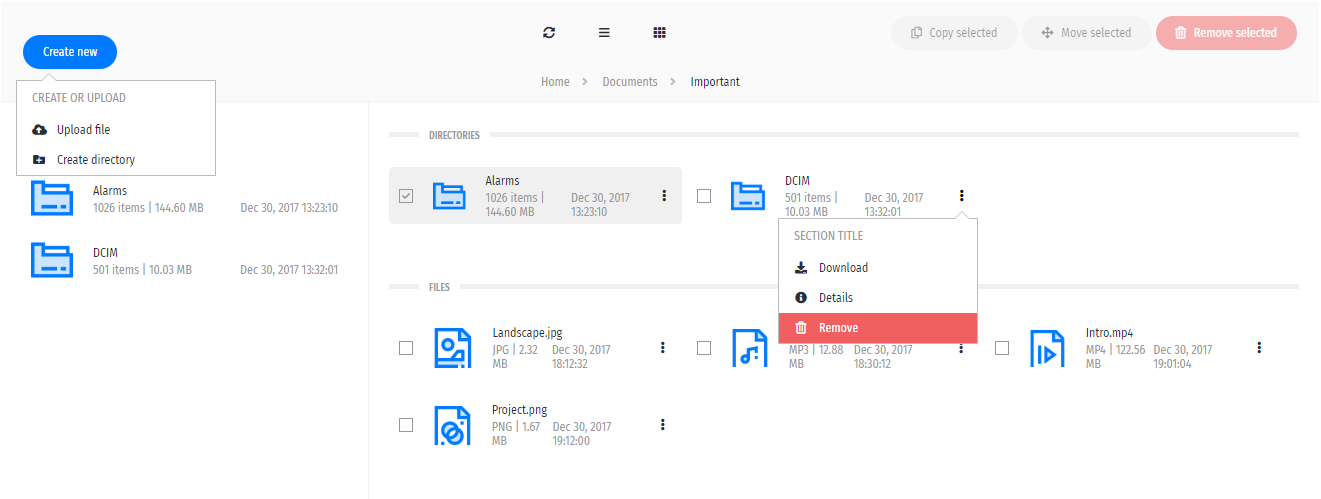 Create new
Copy selected
Move selected
Remove selected
Home
Documents
Important
CREATE OR UPLOAD
Upload file
Create directory
Alarms
1026 items | 144.60 MB
Dec 30, 2017 13:23:10
DCIM
501 items | 10.03 MB
Dec 30, 2017 13:32:01
DIRECTORIES
Alarms
1026 items |
144.60 MB
Dec 30, 2017
13:23:10
DCIM
501 items |
10.03 MB
Dec 30, 2017
13:32:01
SECTION TITLE
Download
Details
Remove
FILES
Landscape.jpg
JPG | 2.32
MB
Dec 30, 2017
18:12:32
MP3 | 12.88
MB
Dec 30, 2017
18:30:12
Intro.mp4
MP4 | 122.56
MB
Dec 30, 2017
19:01:04
Project.png
PNG | 1.67
MB
Dec 30, 2017
19:12:00